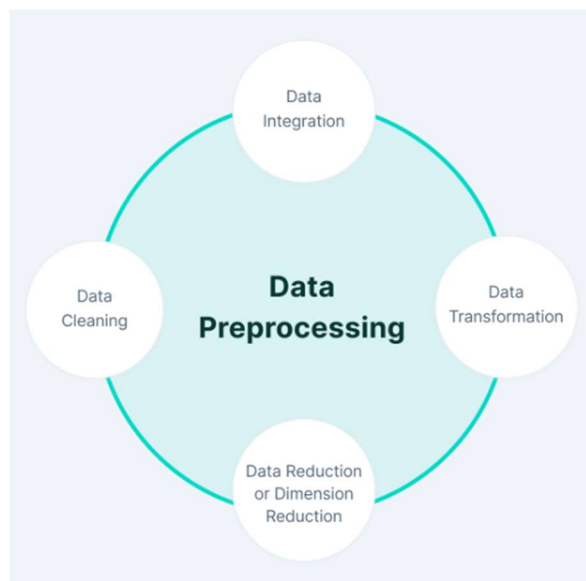 Data
Integration
Data
Cleaning
Data
Preprocessing
Data
Transformation
Data Reduction
or Dimension
Reduction